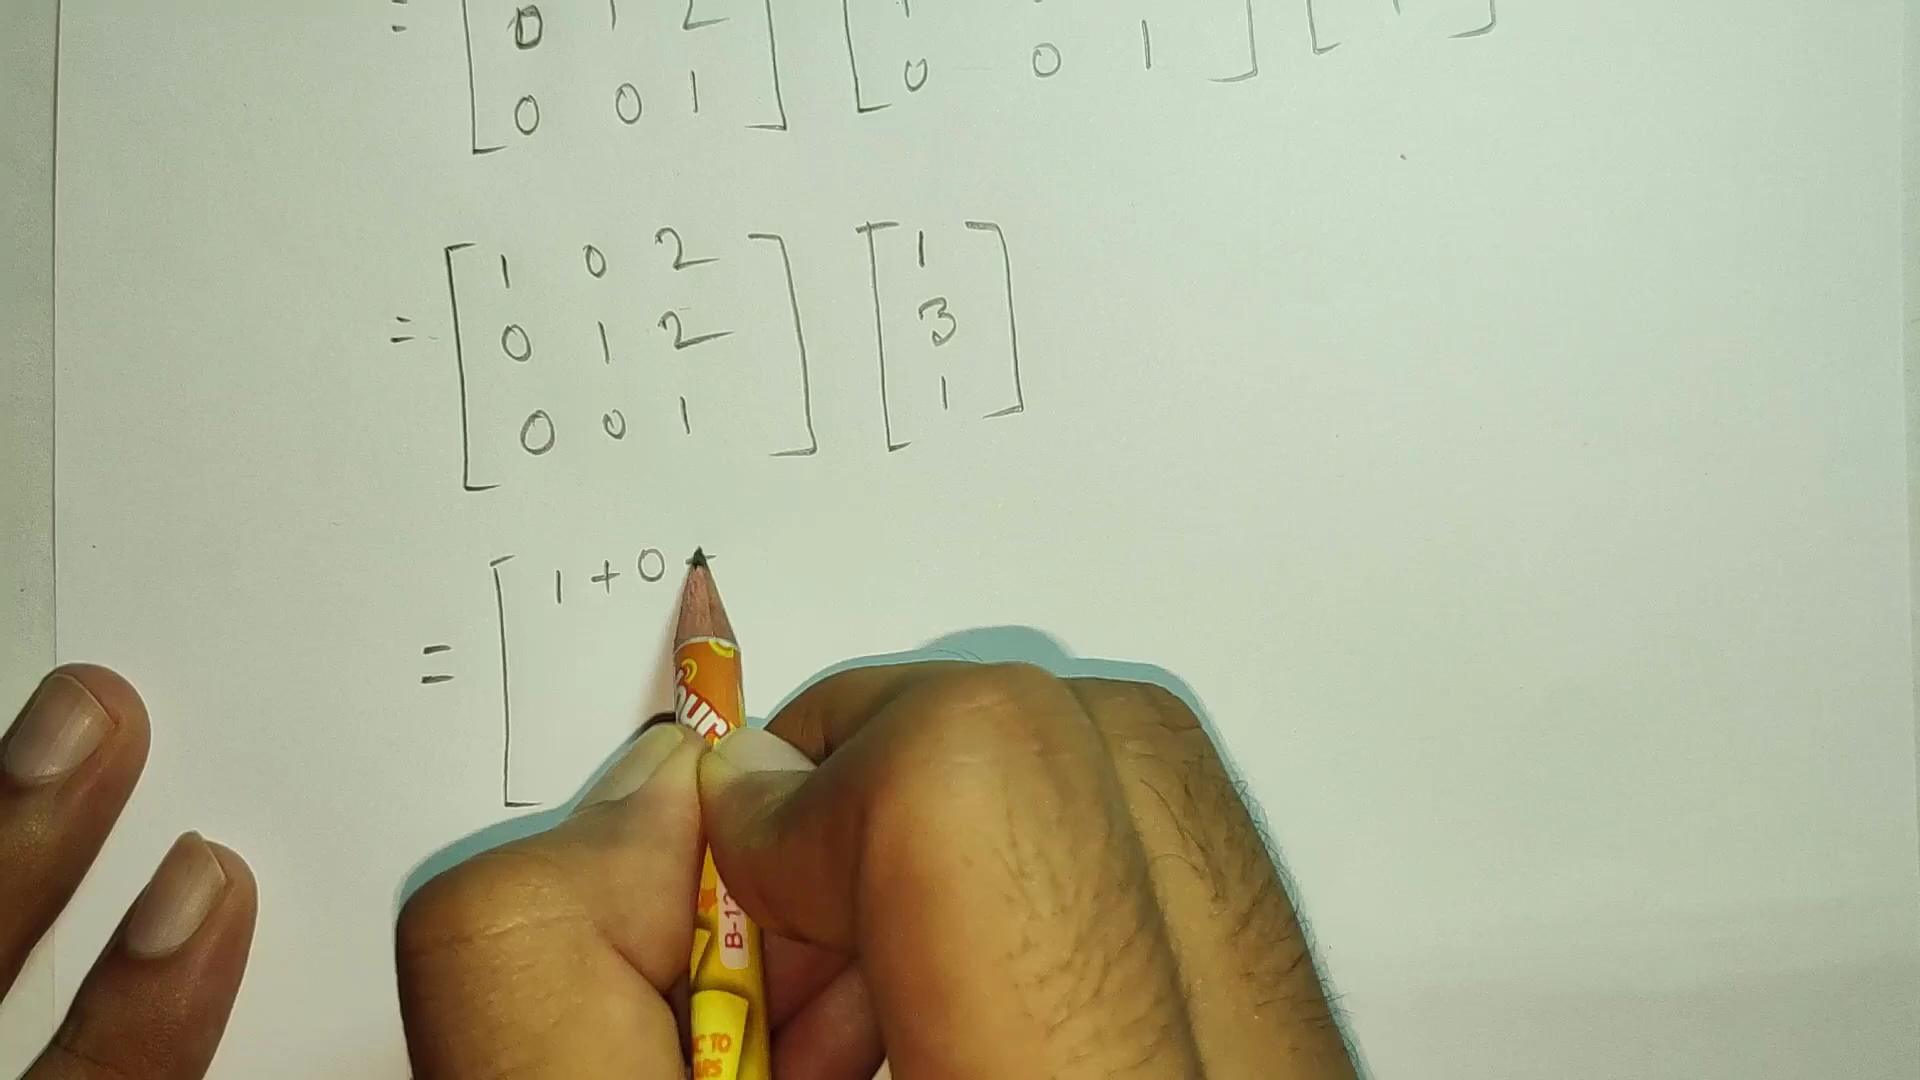 = 0 1 2
0 0 1
0 0 1
= [ 1 0 2
0 1 2
0 0 1 ] [ 1
3
1 ]
= [ 1 + 0 +
B-12